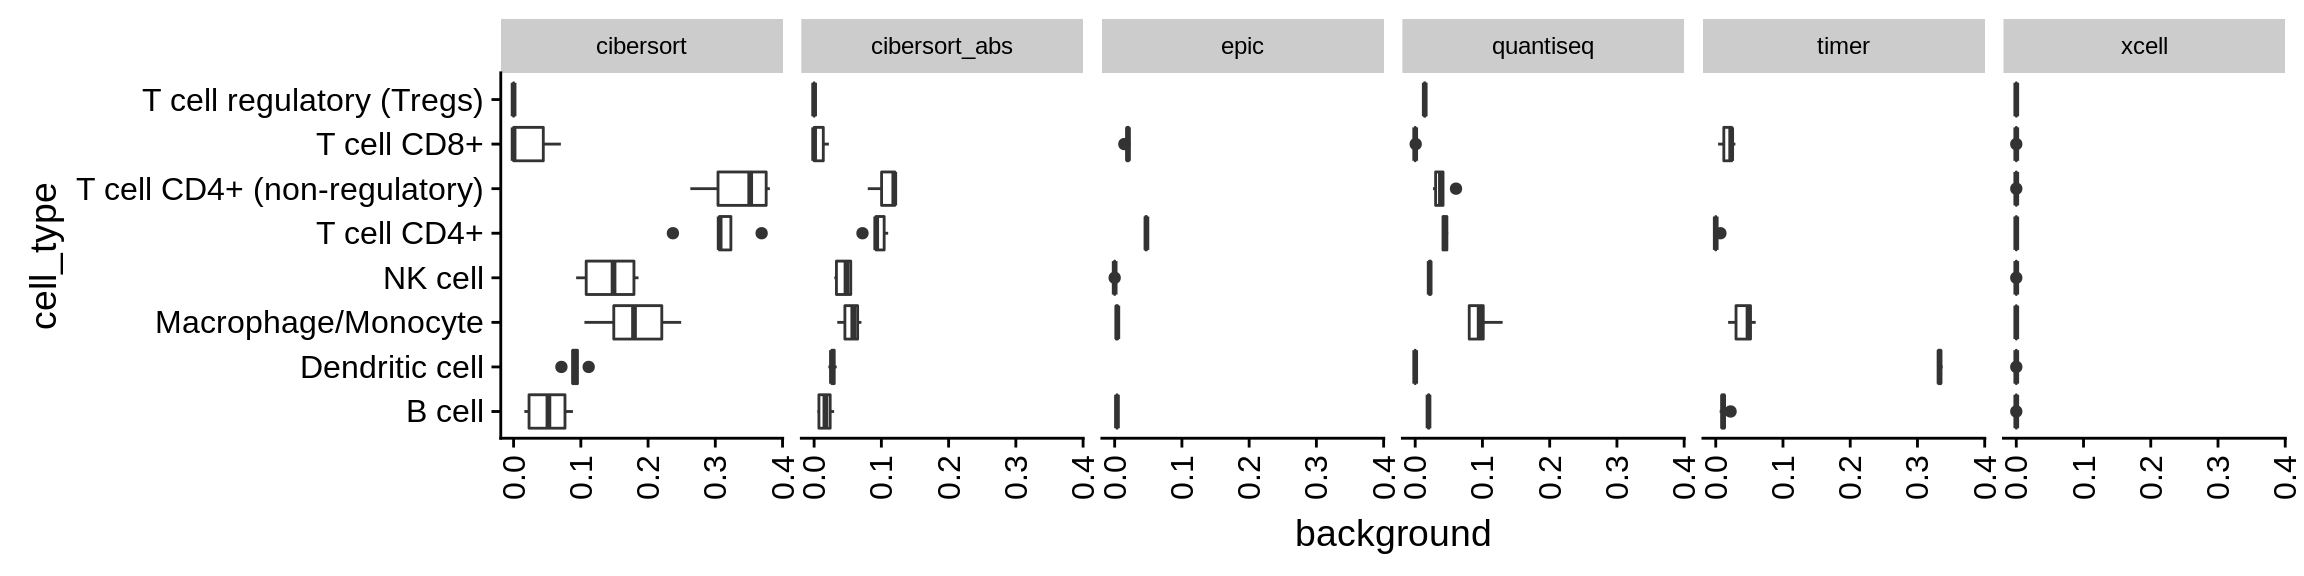 cibersort cibersort_abs epic quantiseq timer xcell
cell_type
T cell regulatory (Tregs)
T cell CD8+
T cell CD4+ (non-regulatory)
T cell CD4+
NK cell
Macrophage/Monocyte
Dendritic cell
B cell
0.0 0.1 0.2 0.3 0.4 0.0 0.1 0.2 0.3 0.4 0.0 0.1 0.2 0.3 0.4 0.0 0.1 0.2 0.3 0.4 0.0 0.1 0.2 0.3 0.4 0.0 0.1 0.2 0.3 0.4
background